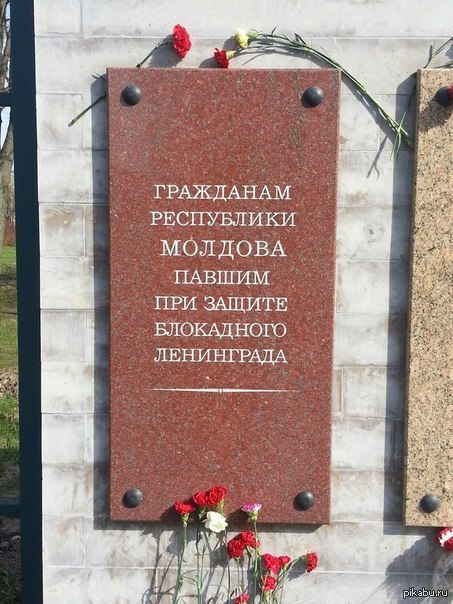 ГРАЖДАНАМ
РЕСПУБЛИКИ
МОЛДОВА
ПАВШИМ
ПРИ ЗАЩИТЕ
БЛОКАДНОГО
ЛЕНИНГРАДА
pikabu.ru